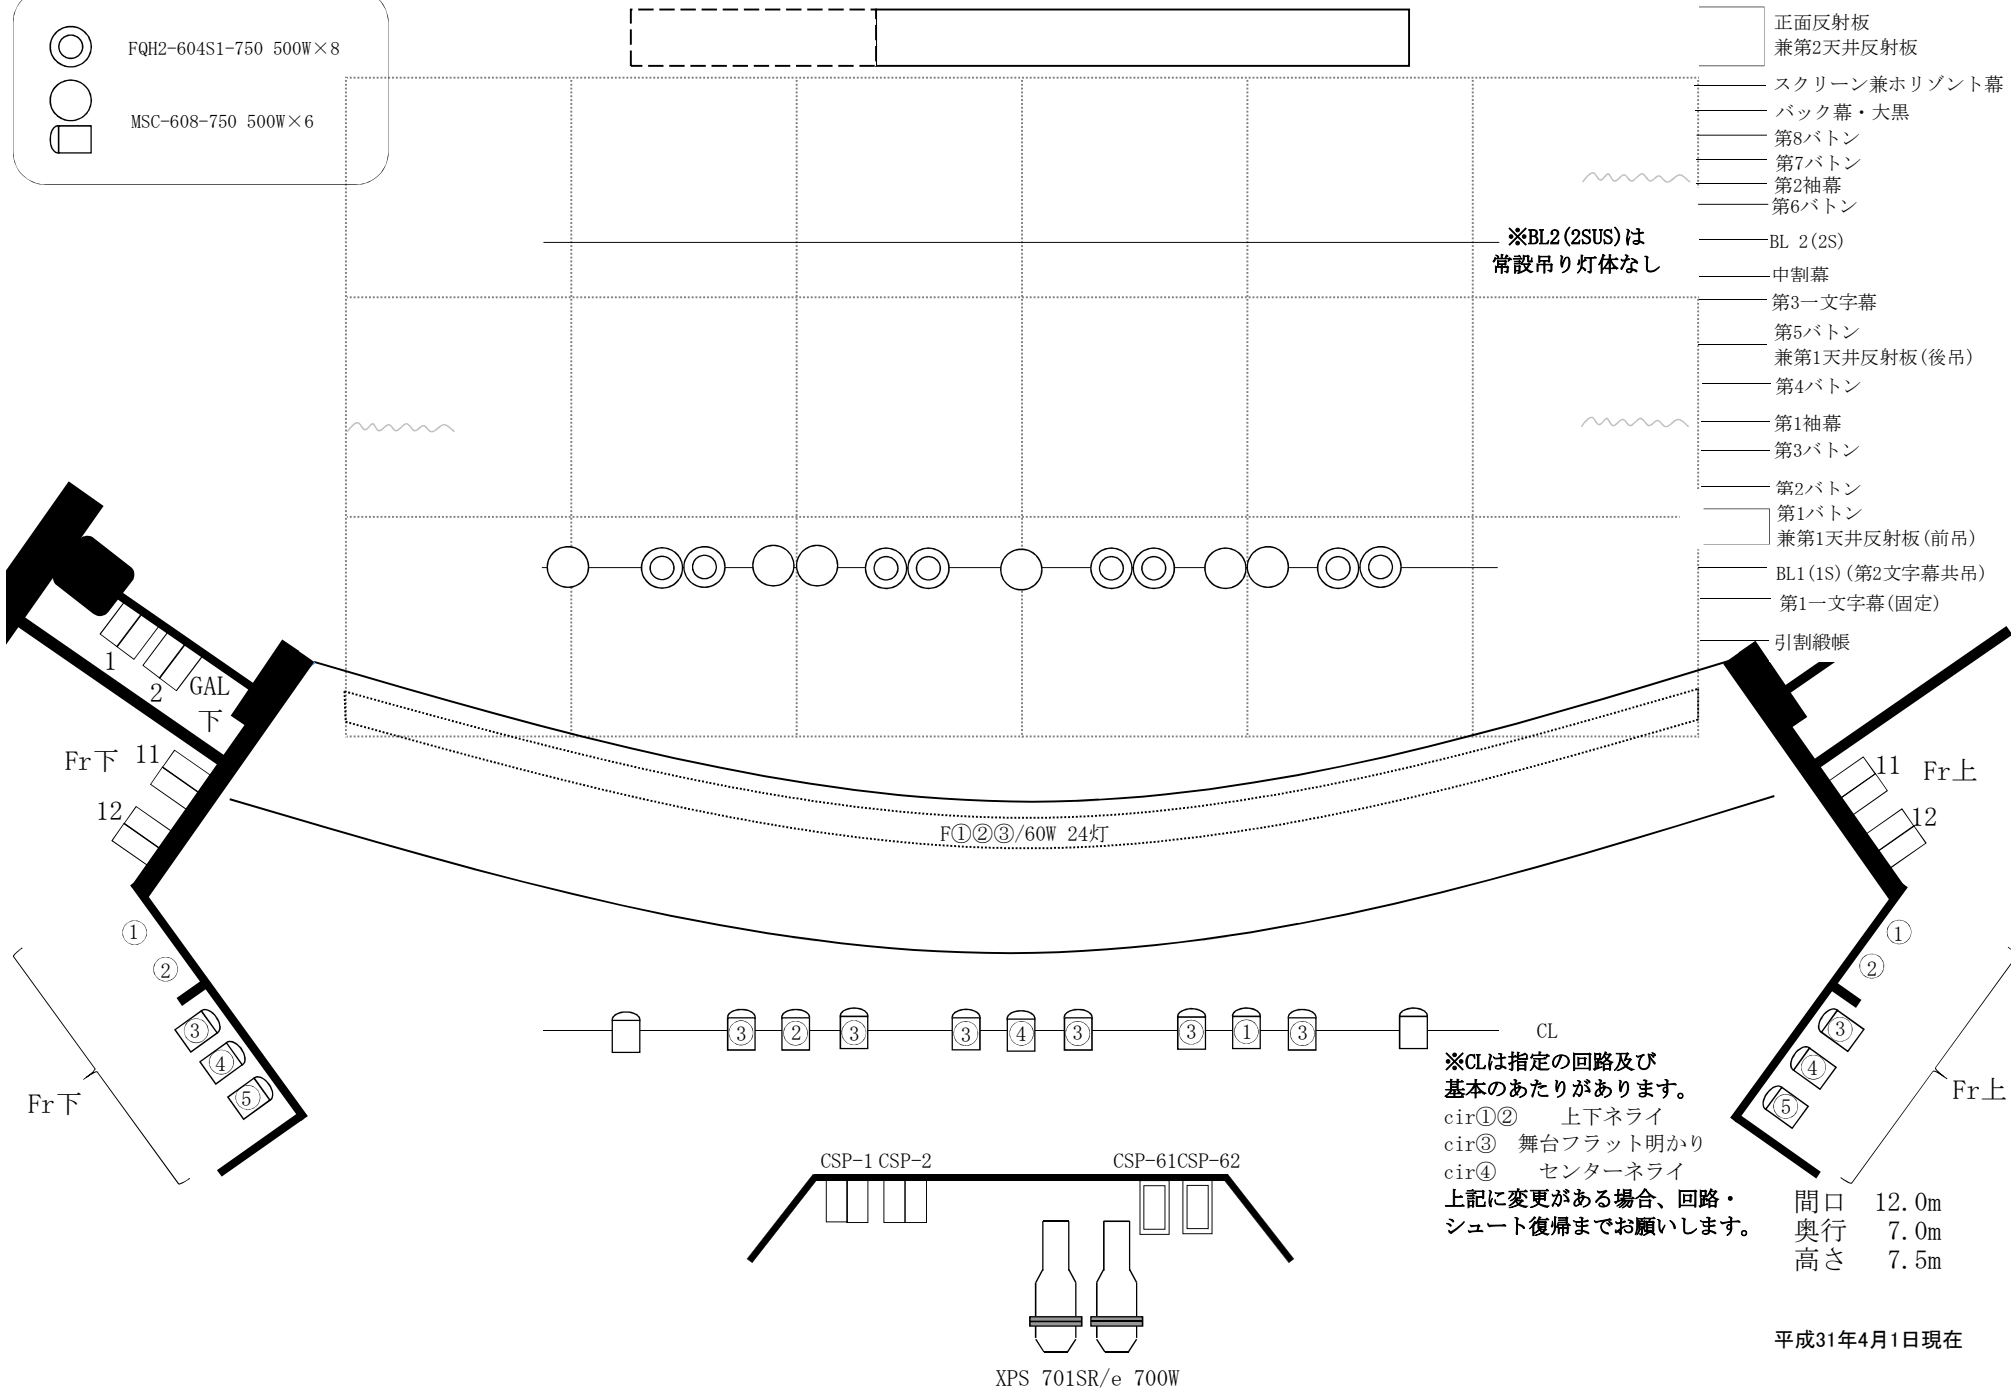 FQH2-604S1-750 500W×8
MSC-608-750 500W×6
正面反射板
兼第2天井反射板
スクリーン兼ホリゾント幕
バック幕・大黒
第8バトン
第7バトン
第2袖幕
第6バトン
BL 2(2S)
※BL2(2SUS)は
常設吊り灯体なし
中割幕
第3一文字幕
第5バトン
兼第1天井反射板(後吊)
第4バトン
第1袖幕
第3バトン
第2バトン
第1バトン
兼第1天井反射板(前吊)
BL1(1S)(第2文字幕共吊)
第1一文字幕(固定)
引割緞帳
1
2
GAL
下
Fr下 11
12
11 Fr上
12
F①②③/60W 24灯
①
②
③
④
⑤
Fr下
①
②
③
④
⑤
Fr上
③ ② ③ ③ ④ ③ ③ ① ③
CL
※CLは指定の回路及び
基本のあたりがあります。
cir①② 上下ネライ
cir③ 舞台フラット明かり
cir④ センターネライ
上記に変更がある場合、回路・
シュート復帰までお願いします。
CSP-1 CSP-2
CSP-61CSP-62
XPS 701SR/e 700W
間口 12.0m
奥行 7.0m
高さ 7.5m
平成31年4月1日現在